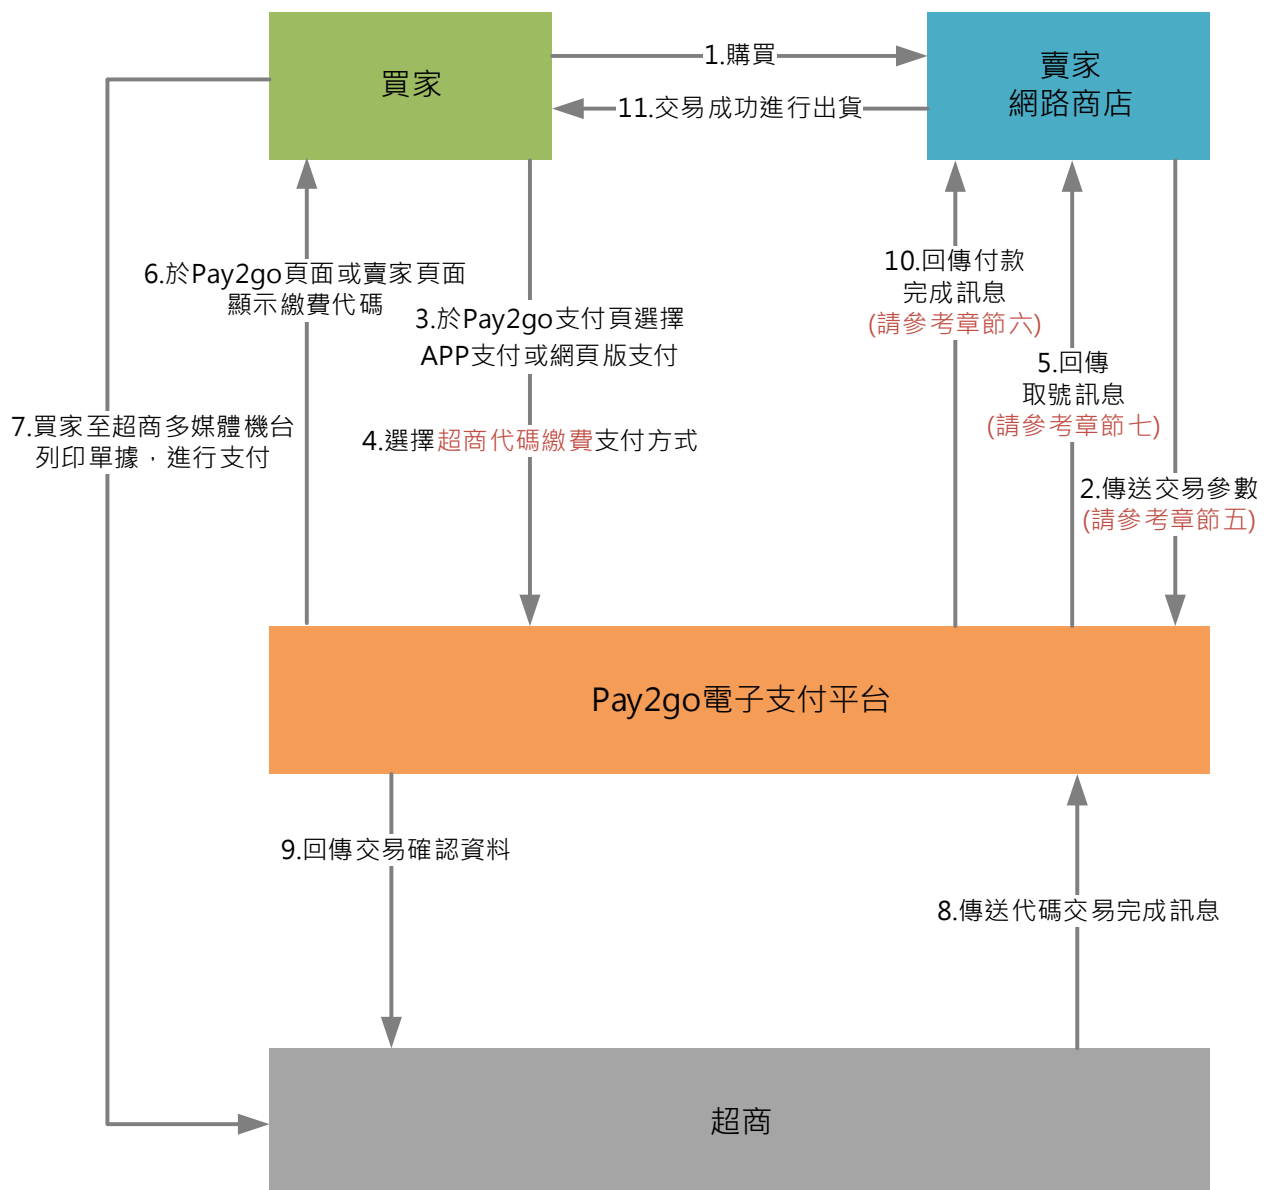 買家
1.購買
11.交易成功進行出貨
賣家
網路商店
6.於Pay2go頁面或賣家頁面
顯示繳費代碼
3.於Pay2go支付頁選擇
APP支付或網頁版支付
4.選擇超商代碼繳費支付方式
7.買家至超商多媒體機台
列印單據，進行支付
10.回傳付款
完成訊息
(請參考章節六)
5.回傳
取號訊息
(請參考章節七)
2.傳送交易參數
(請參考章節五)
Pay2go電子支付平台
9.回傳交易確認資料
8.傳送代碼交易完成訊息
超商